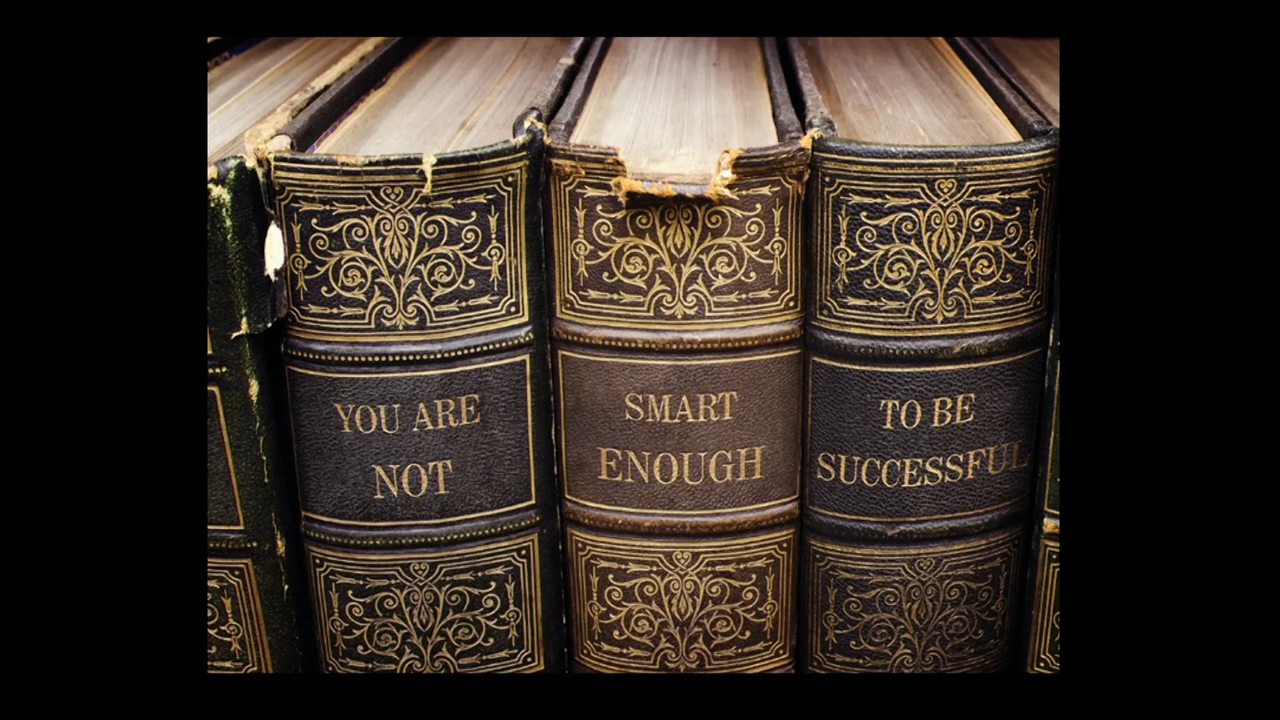 YOU ARE
NOT
SMART
ENOUGH
TO BE
SUCCESSFUL